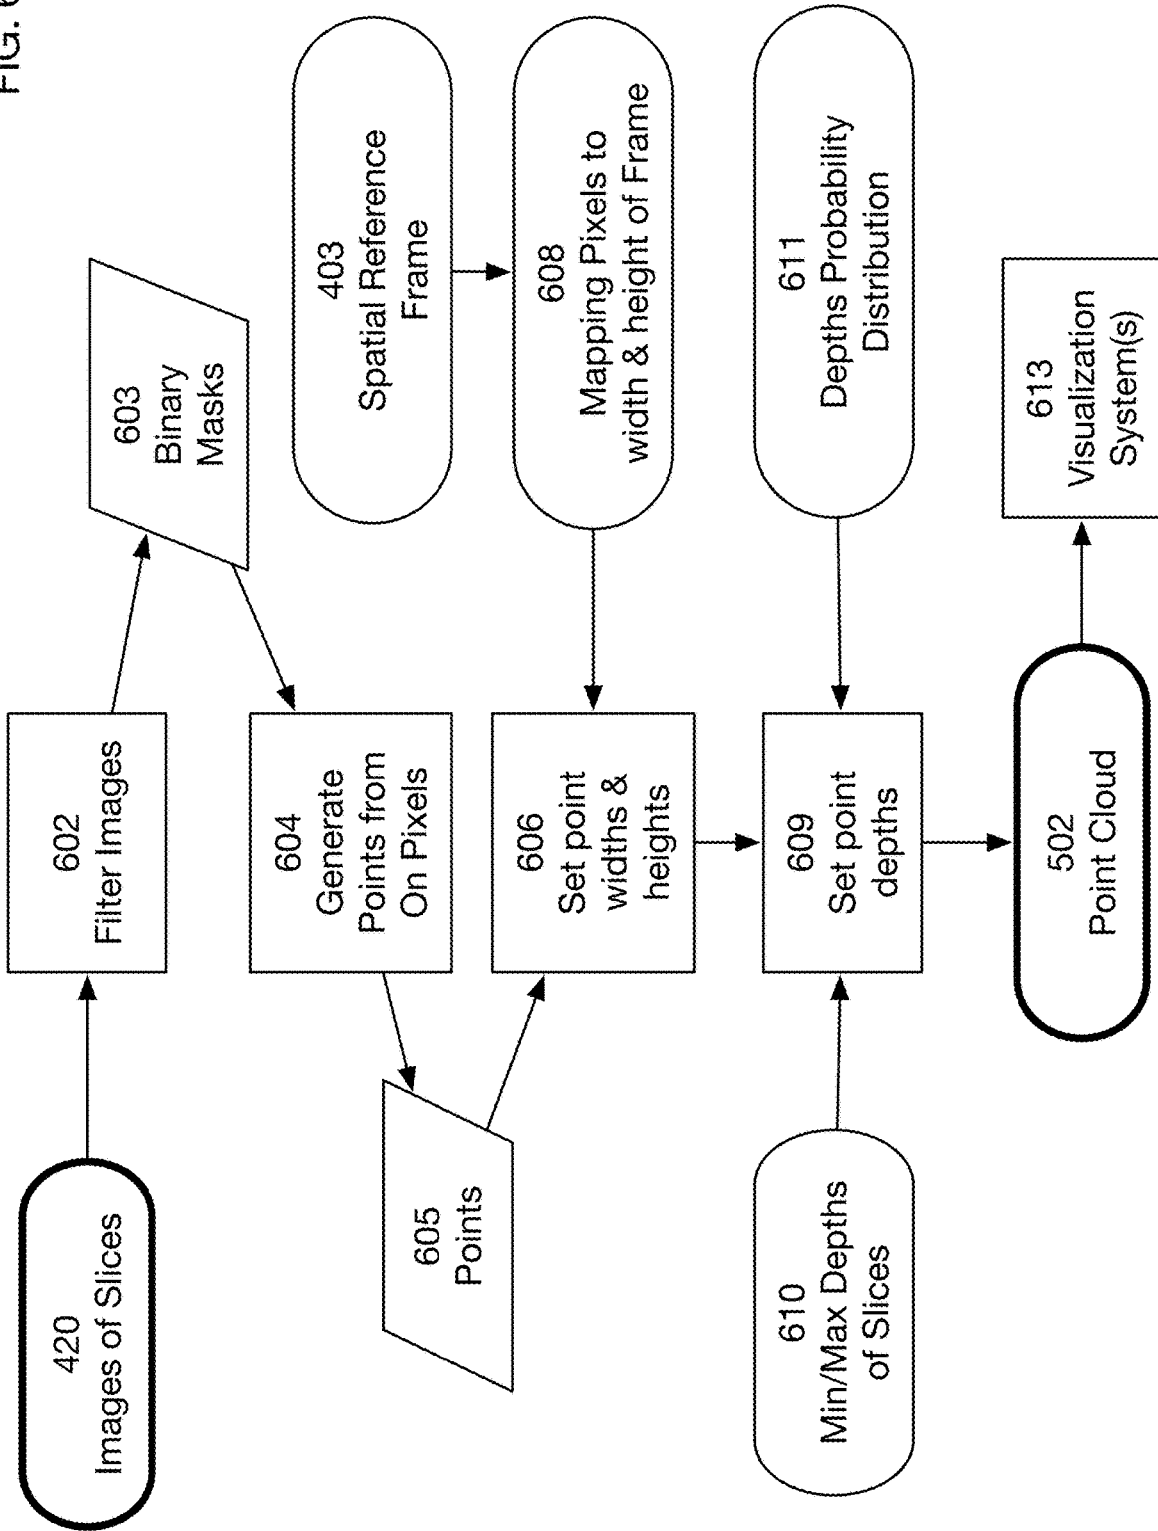 FIG. 6
420
Images of Slices
602
Filter Images
603
Binary
Masks
604
Generate
Points from
On Pixels
403
Spatial Reference
Frame
605
Points
606
Set point
widths &
heights
608
Mapping Pixels to
width & height of Frame
610
Min/Max Depths
of Slices
609
Set point
depths
611
Depths Probability
Distribution
502
Point Cloud
613
Visualization
System(s)